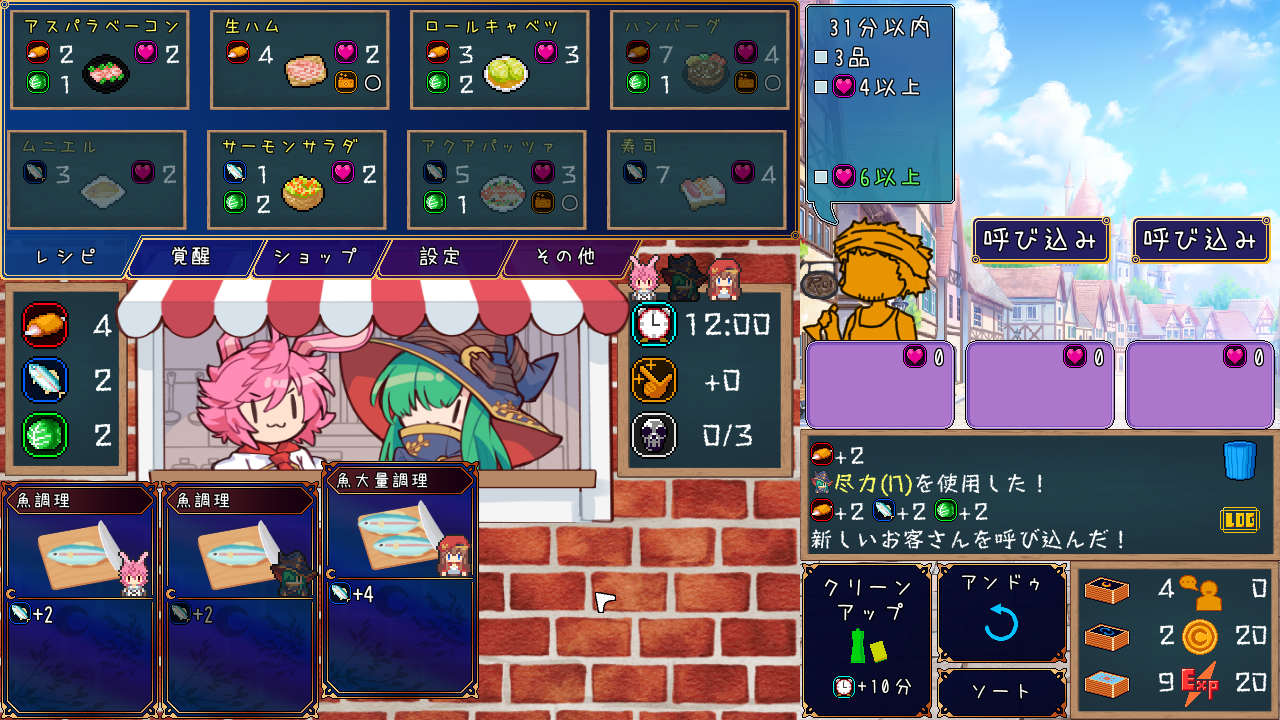 アスパラベーコン
2
2
1
生ハム
4
2
○
ロールキャベツ
3
3
2
ハンバーグ
7
4
1
○
ムニエル
3
2
サーモンサラダ
1
2
2
アクアパッツァ
5
3
1
○
寿司
7
4
レシピ
覚醒
ショップ
設定
その他
31分以内
3品
4以上
6以上
呼び込み
呼び込み
4
2
2
12:00
+0
0/3
0
0
0
魚調理
+2
魚調理
+2
魚大量調理
+4
+2
尽力(Π)を使用した!
+2 +2 +2
新しいお客さんを呼び込んだ!
LOG
クリーン
アップ
+10分
アンドゥ
ソート
4
0
2
20
9
Exp
20